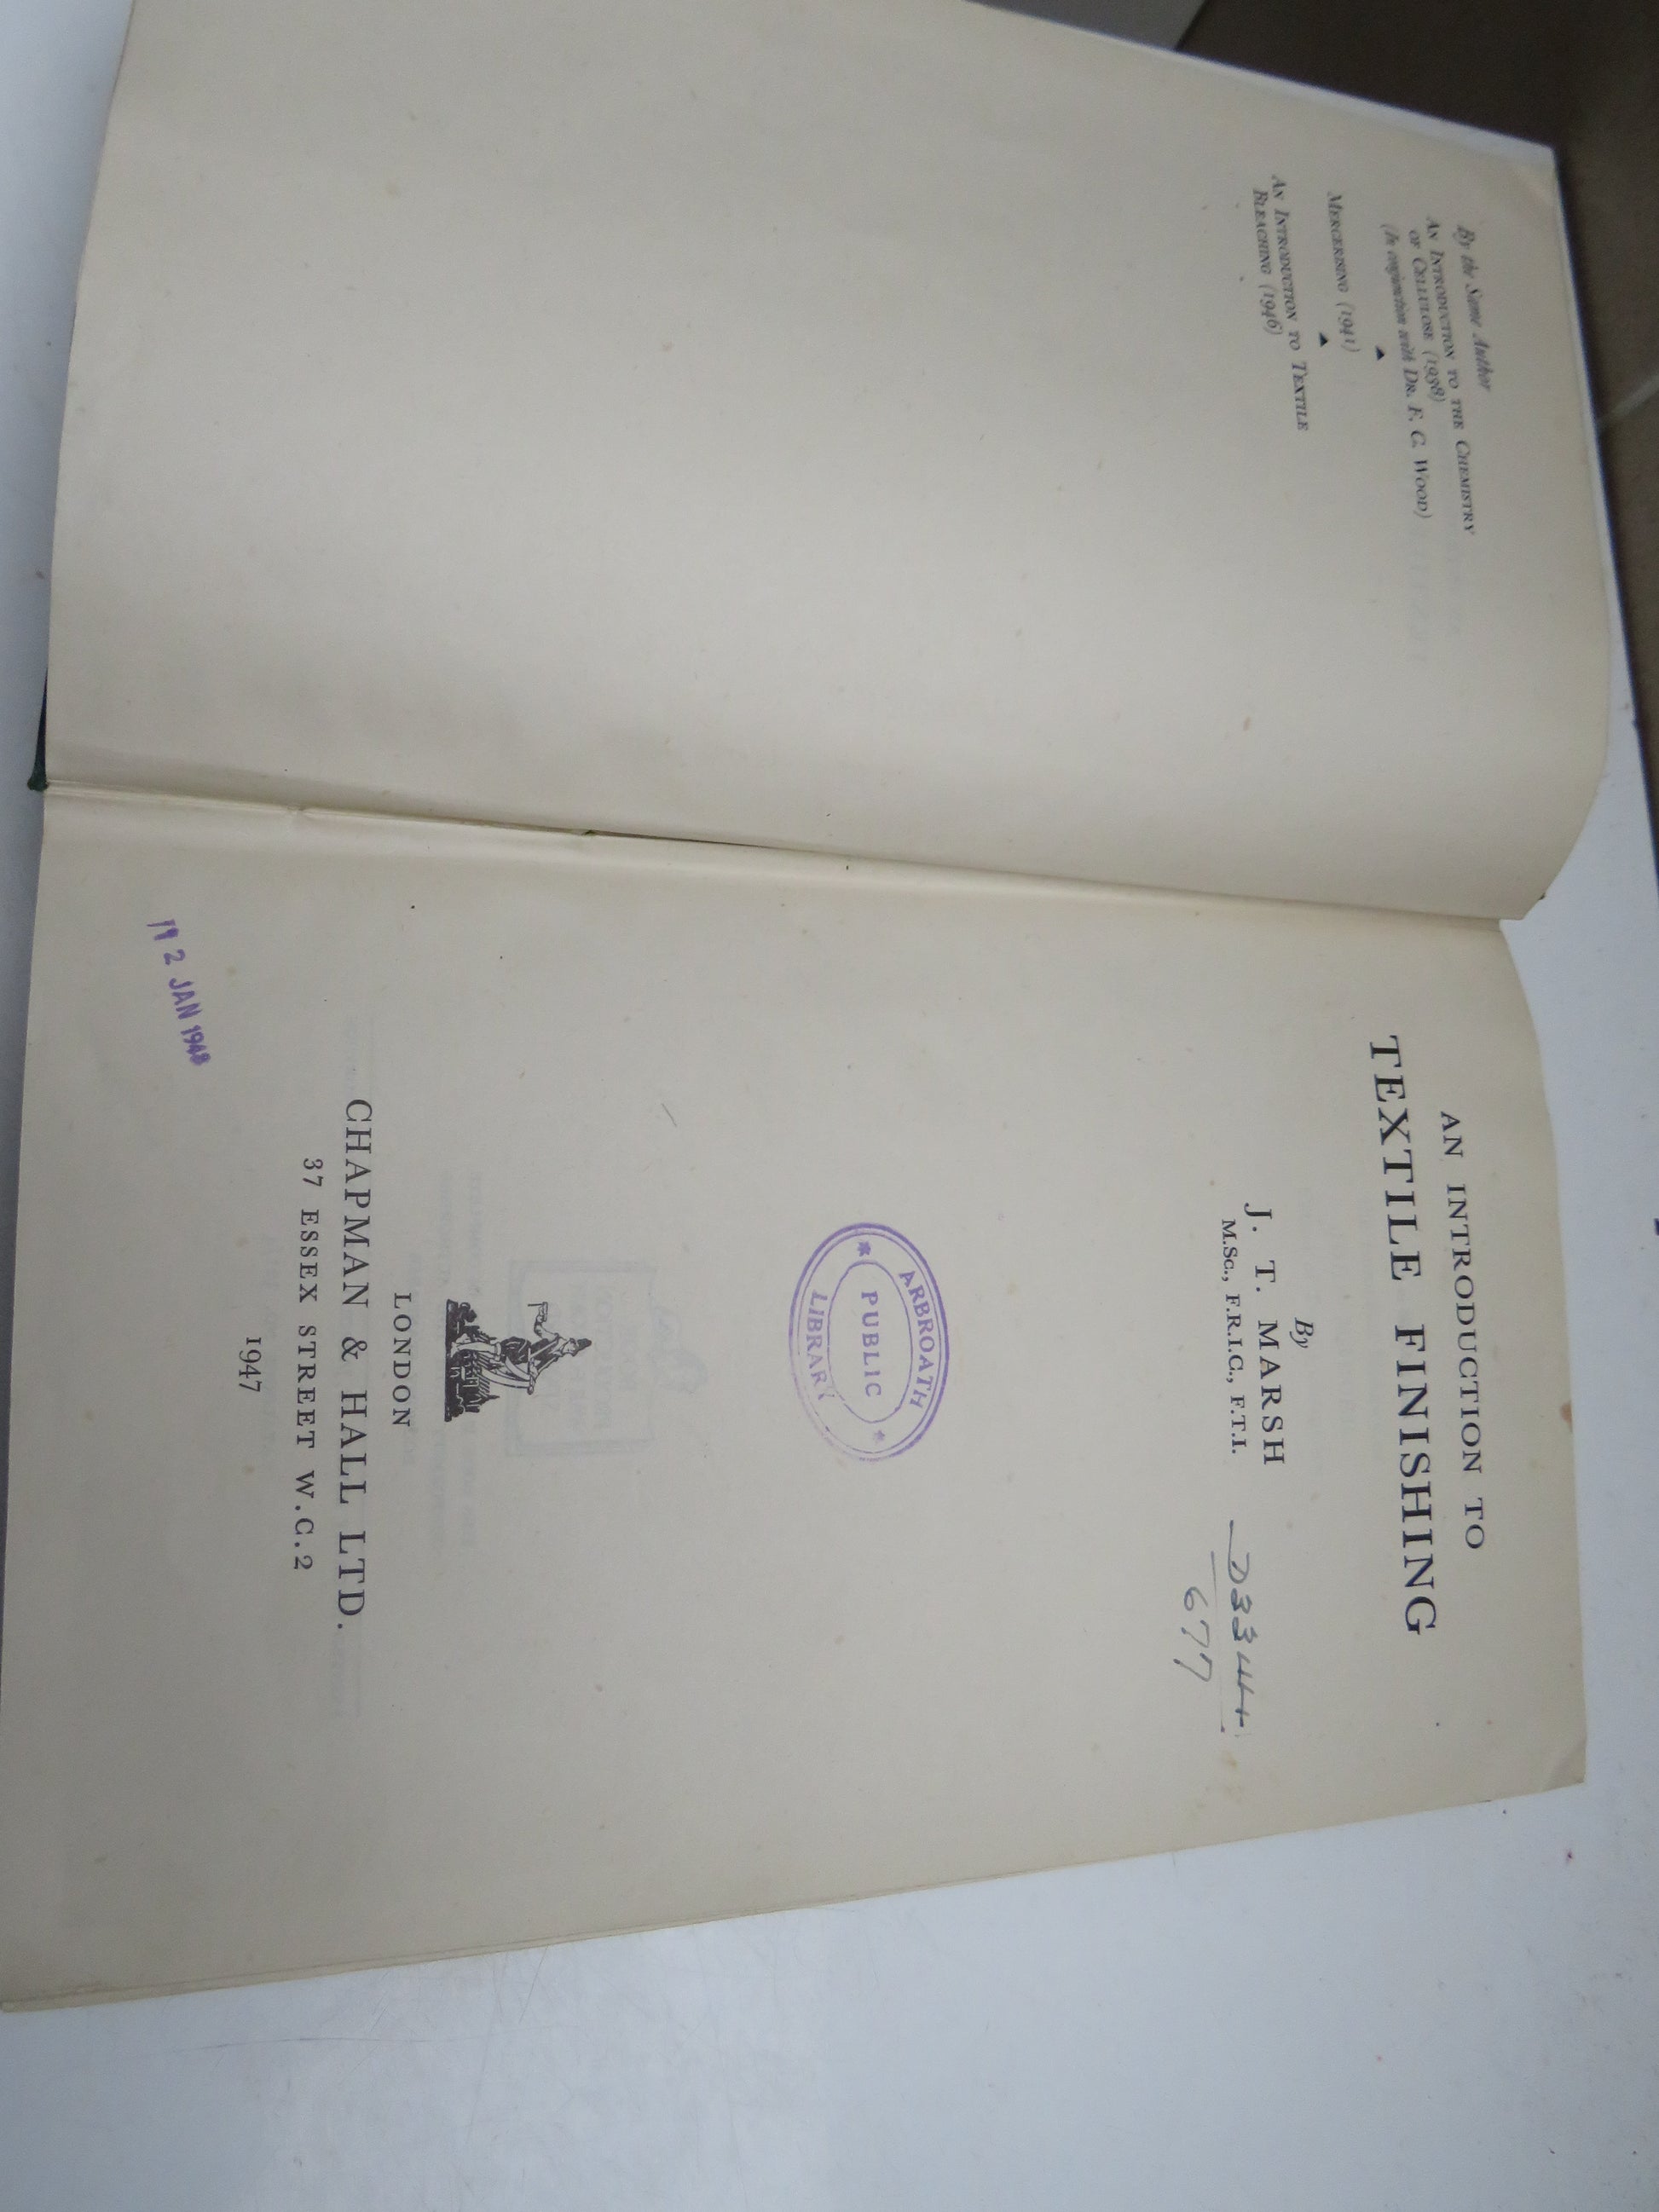 By the Same Author
AN INTRODUCTION TO THE CHEMISTRY
OF CELLULOSE (1938)
(In conjunction with DR. F. C. WOOD)
MERCERISING (1941)
AN INTRODUCTION TO TEXTILE
BLEACHING (1946)
AN INTRODUCTION TO
TEXTILE FINISHING
By
J. T. MARSH
M.Sc., F.R.I.C., F.T.I.
D3344
677
ARBROATH
PUBLIC
LIBRARY
LONDON
CHAPMAN & HALL LTD.
37 ESSEX STREET W.C.2
1947
2 JAN 1948